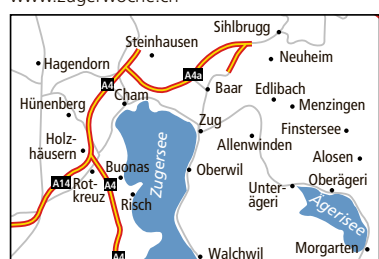 www.zugerwoche.ch
Sihlbrugg
Steinhausen
Neuheim
Hagendorn
A4a
A4
Baar
Edlibach
Cham
Hünenberg
Menzingen
Zug
Finstersee
Holz-
häusern
Allenwinden
Alosen
Zugersee
Buonas
Oberwil
Rot-
kreuz
A14
A4
Unter-
ägeri
Oberägeri
Risch
Ägerisee
Walchwil
Morgarten
A4